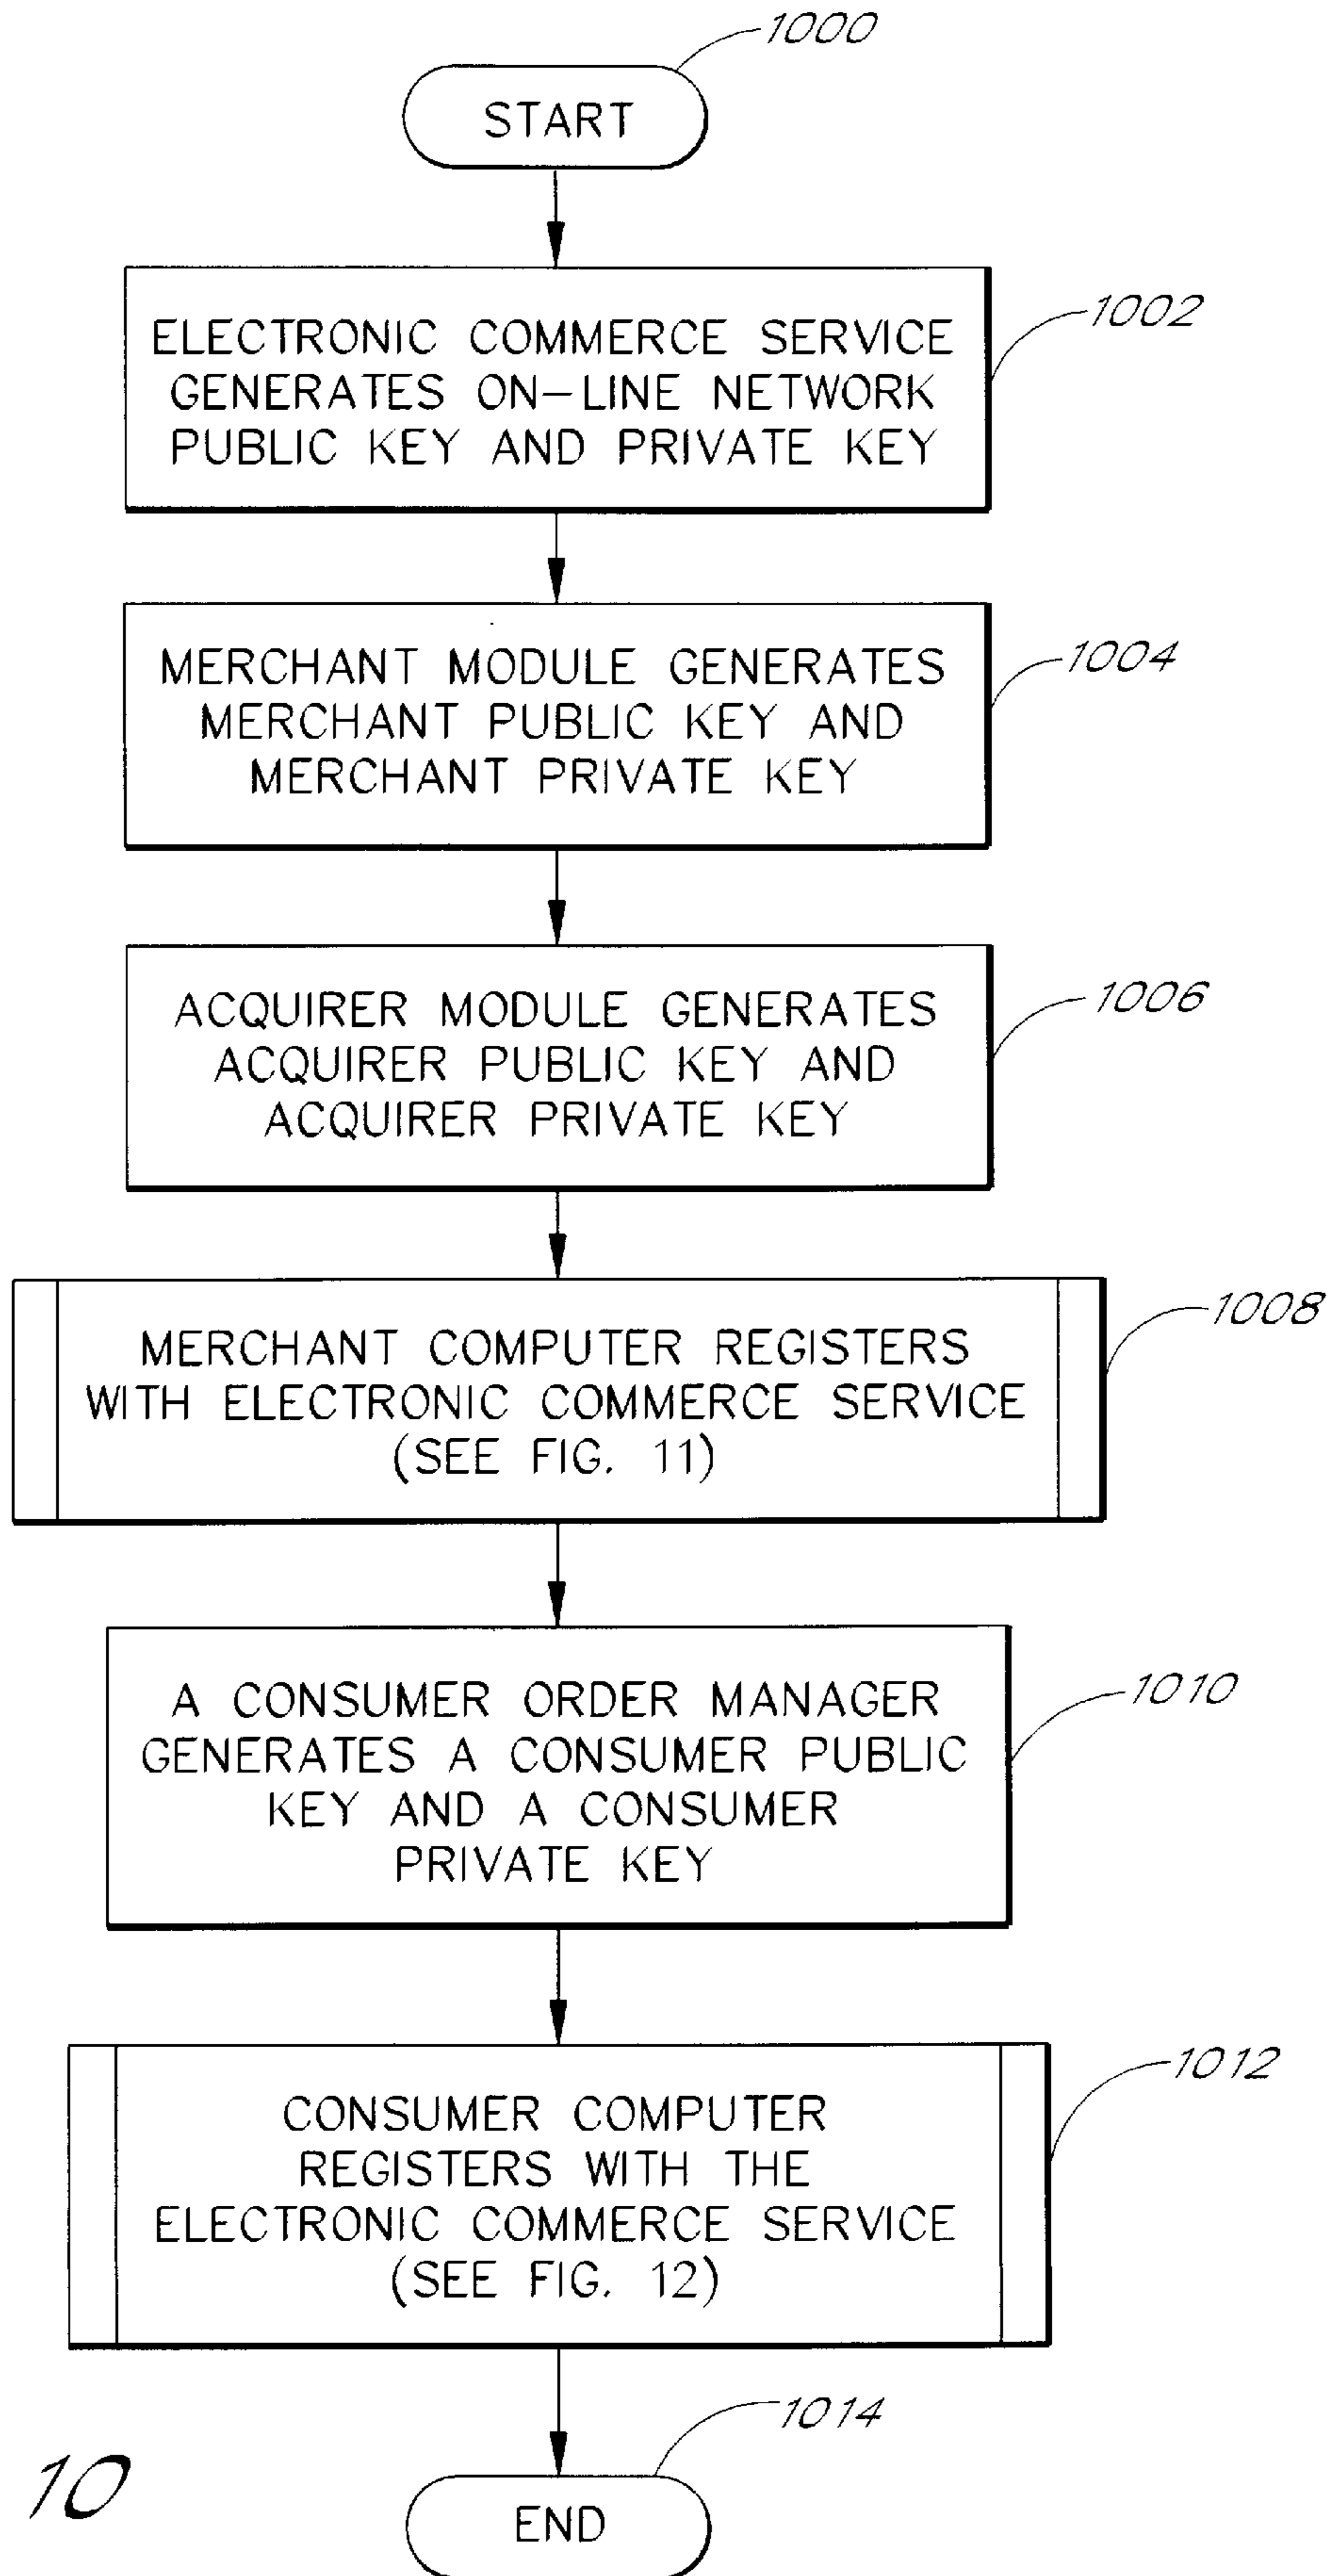 1000
START
1002
ELECTRONIC COMMERCE SERVICE
GENERATES ON-LINE NETWORK
PUBLIC KEY AND PRIVATE KEY
1004
MERCHANT MODULE GENERATES
MERCHANT PUBLIC KEY AND
MERCHANT PRIVATE KEY
1006
ACQUIRER MODULE GENERATES
ACQUIRER PUBLIC KEY AND
ACQUIRER PRIVATE KEY
1008
MERCHANT COMPUTER REGISTERS
WITH ELECTRONIC COMMERCE SERVICE
(SEE FIG. 11)
1010
A CONSUMER ORDER MANAGER
GENERATES A CONSUMER PUBLIC
KEY AND A CONSUMER
PRIVATE KEY
1012
CONSUMER COMPUTER
REGISTERS WITH THE
ELECTRONIC COMMERCE SERVICE
(SEE FIG. 12)
1014
10
END